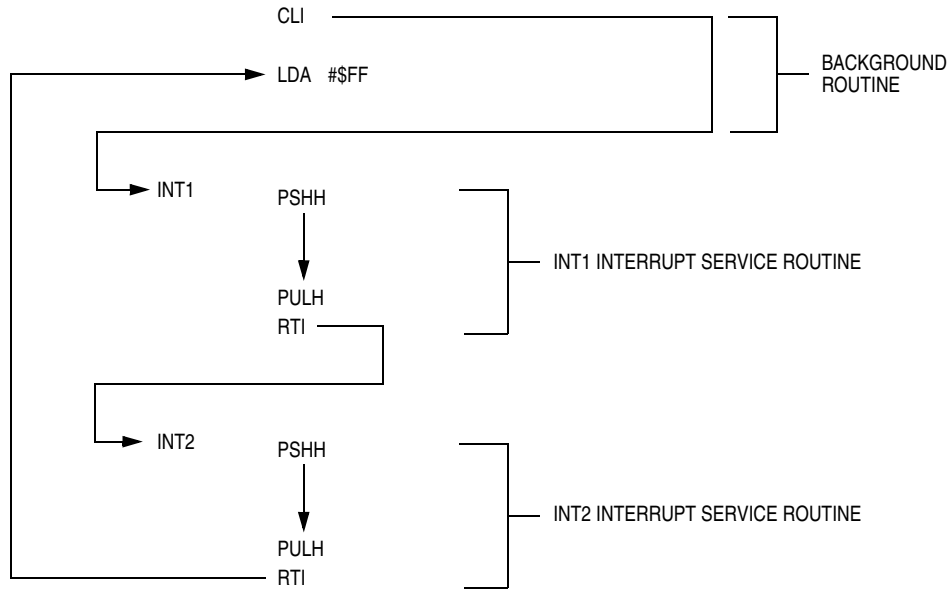 CLI
LDA #$FF
BACKGROUND
ROUTINE
INT1
PSHH
PULH
RTI
INT1 INTERRUPT SERVICE ROUTINE
INT2
PSHH
PULH
RTI
INT2 INTERRUPT SERVICE ROUTINE